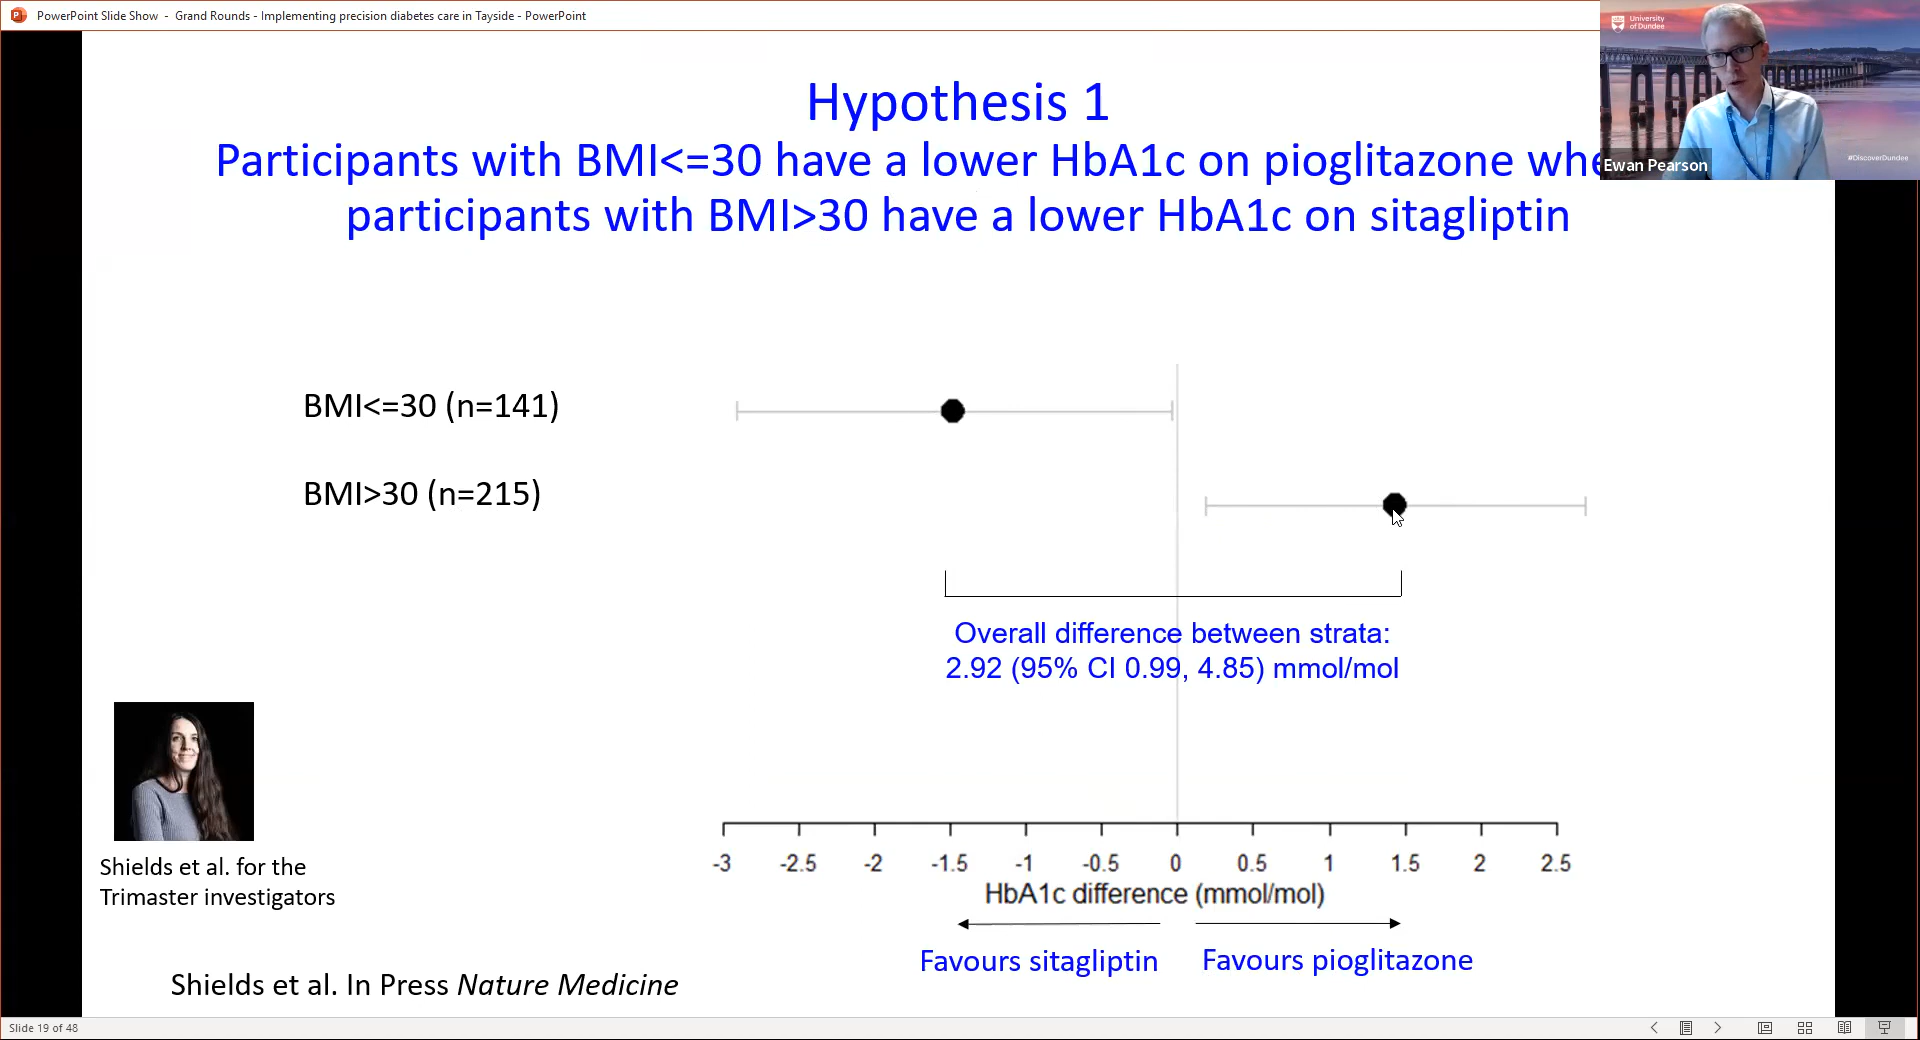 PowerPoint Slide Show - Grand Rounds - Implementing precision diabetes care in Tayside - PowerPoint
University
of Dundee
#DiscoverDundee
Ewan Pearson
Hypothesis 1
Participants with BMI<=30 have a lower HbA1c on pioglitazone
participants with BMI>30 have a lower HbA1c on sitagliptin
BMI<=30 (n=141)
BMI>30 (n=215)
Overall difference between strata:
2.92 (95% CI 0.99, 4.85) mmol/mol
-3 -2.5 -2 -1.5 -1 -0.5 0 0.5 1 1.5 2 2.5
HbA1c difference (mmol/mol)
Favours sitagliptin Favours pioglitazone
Shields et al. for the
Trimaster investigators
Shields et al. In Press Nature Medicine
Slide 19 of 48